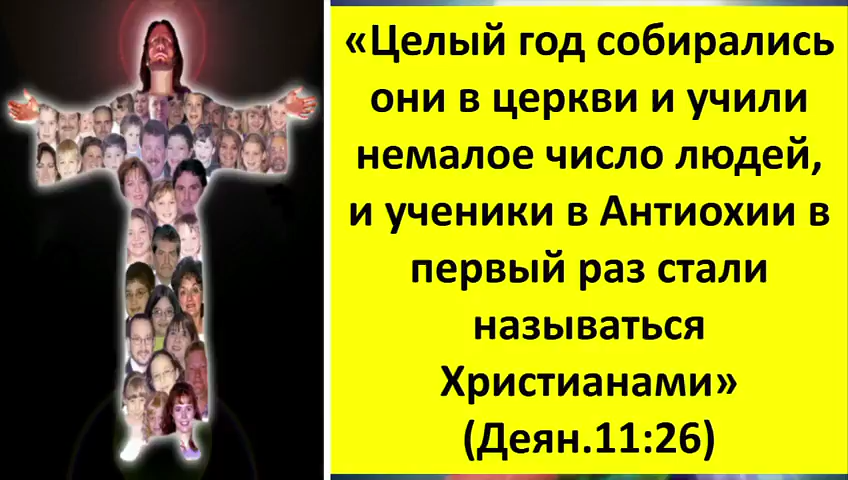 «Целый год собирались
они в церкви и учили
немалое число людей,
и ученики в Антиохии в
первый раз стали
называться
Христианами»
(Деян.11:26)